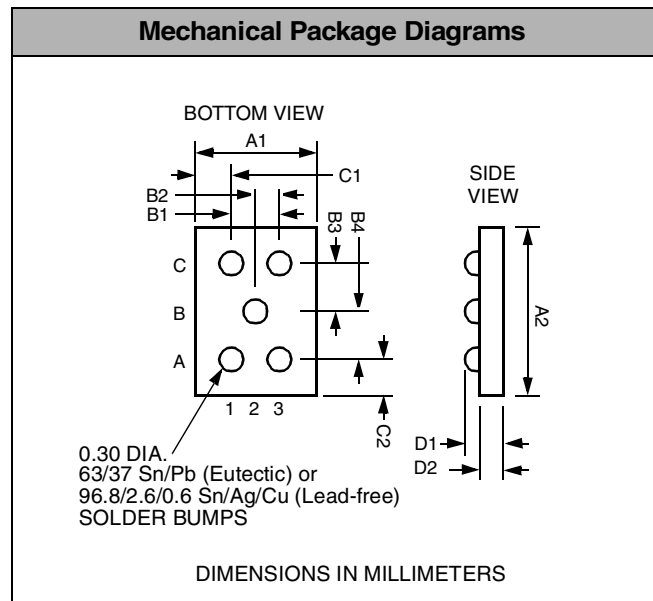 Mechanical Package Diagrams
BOTTOM VIEW
A1
C1
B2
B1
B3
B4
SIDE
VIEW
C
B
A
A2
1 2 3
C2
D1
D2
0.30 DIA.
63/37 Sn/Pb (Eutectic) or
96.8/2.6/0.6 Sn/Ag/Cu (Lead-free)
SOLDER BUMPS
DIMENSIONS IN MILLIMETERS